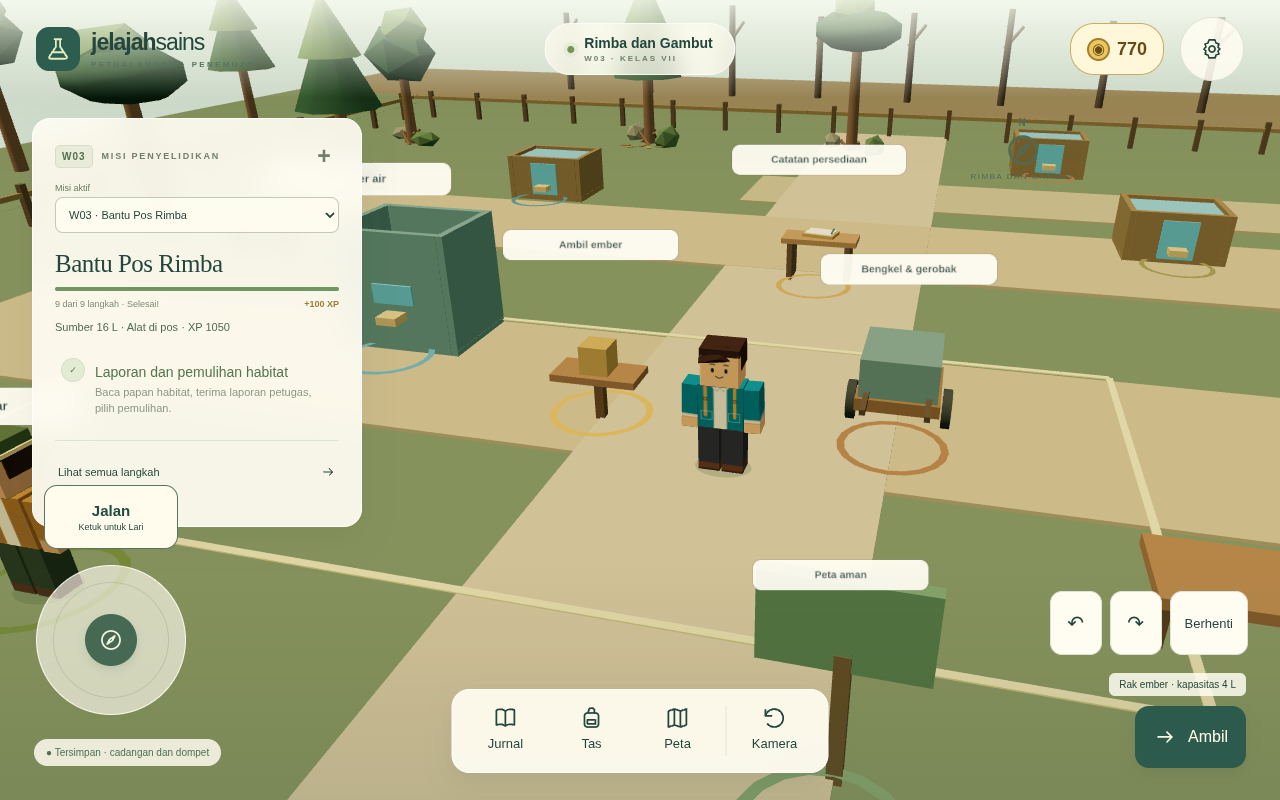 jelajahsains
Rimba dan Gambut
W03 · KELAS VII
770
W03 MISI PENYELIDIKAN +
Misi aktif
W03 · Bantu Pos Rimba
Bantu Pos Rimba
9 dari 9 langkah · Selesai! +100 XP
Sumber 16 L · Alat di pos · XP 1050
Laporan dan pemulihan habitat
Baca papan habitat, terima laporan petugas,
pilih pemulihan.
Lihat semua langkah
Jalan
Ketuk untuk Lari
air
Catatan persediaan
Ambil ember
Bengkel & gerobak
Peta aman
N
Berhenti
Rak ember · kapasitas 4 L
Ambil
Jurnal
Tas
Peta
Kamera
Tersimpan · cadangan dan dompet